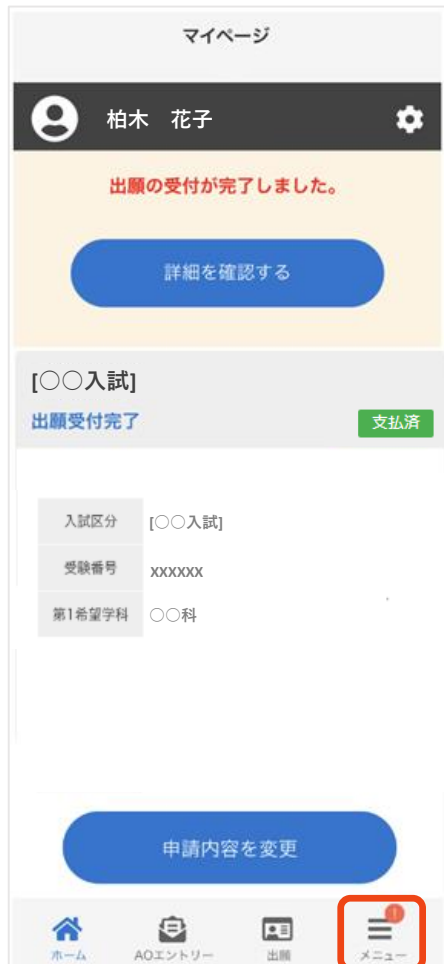 マイページ
柏木　花子
出願の受付が完了しました。
詳細を確認する
[○○入試]
出願受付完了 支払済
入試区分 [○○入試]
受験番号 xxxxxx
第1希望学科 ○○科
申請内容を変更
!
ホーム AOエントリー 出願 メニュー